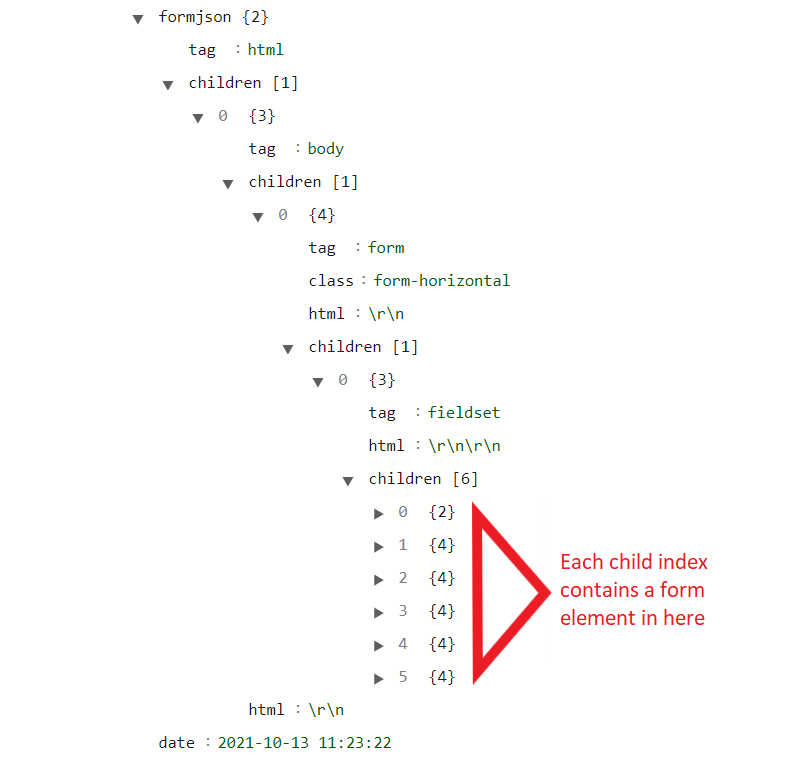 formjson {2}
tag : html
children [1]
0 {3}
tag : body
children [1]
0 {4}
tag : form
class : form-horizontal
html : \r\n
children [1]
0 {3}
tag : fieldset
html : \r\n\r\n
children [6]
0 {2}
1 {4}
2 {4}
3 {4}
4 {4}
5 {4}
Each child index
contains a form
element in here
html : \r\n
date : 2021-10-13 11:23:22